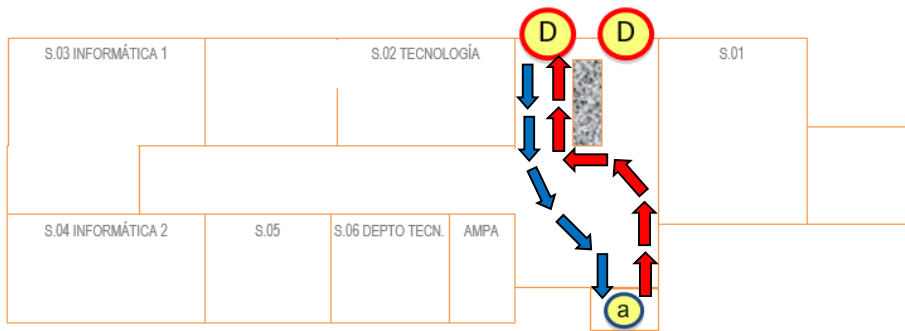 D
D
S.03 INFORMÁTICA 1
S.02 TECNOLOGÍA
S.01
S.04 INFORMÁTICA 2
S.05
S.06 DEPTO TECN.
AMPA
a